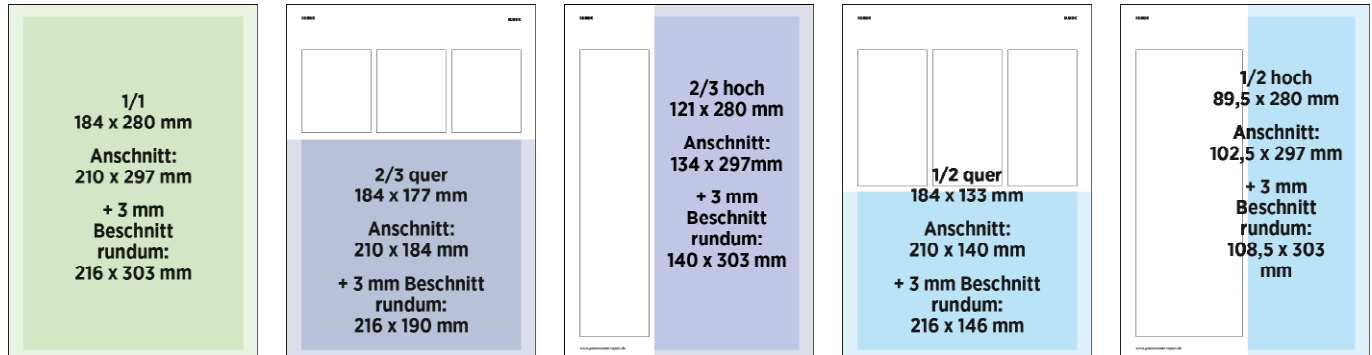 1/1
184 x 280 mm
Anschnitt:
210 x 297 mm
+ 3 mm
Beschnitt
rundum:
216 x 303 mm
2/3 quer
184 x 177 mm
Anschnitt:
210 x 184 mm
+ 3 mm Beschnitt
rundum:
216 x 190 mm
2/3 hoch
121 x 280 mm
Anschnitt:
134 x 297mm
+ 3 mm
Beschnitt
rundum:
140 x 303 mm
1/2 quer
184 x 133 mm
Anschnitt:
210 x 140 mm
+ 3 mm Beschnitt
rundum:
216 x 146 mm
1/2 hoch
89,5 x 280 mm
Anschnitt:
102,5 x 297 mm
+ 3 mm
Beschnitt
rundum:
108,5 x 303
mm